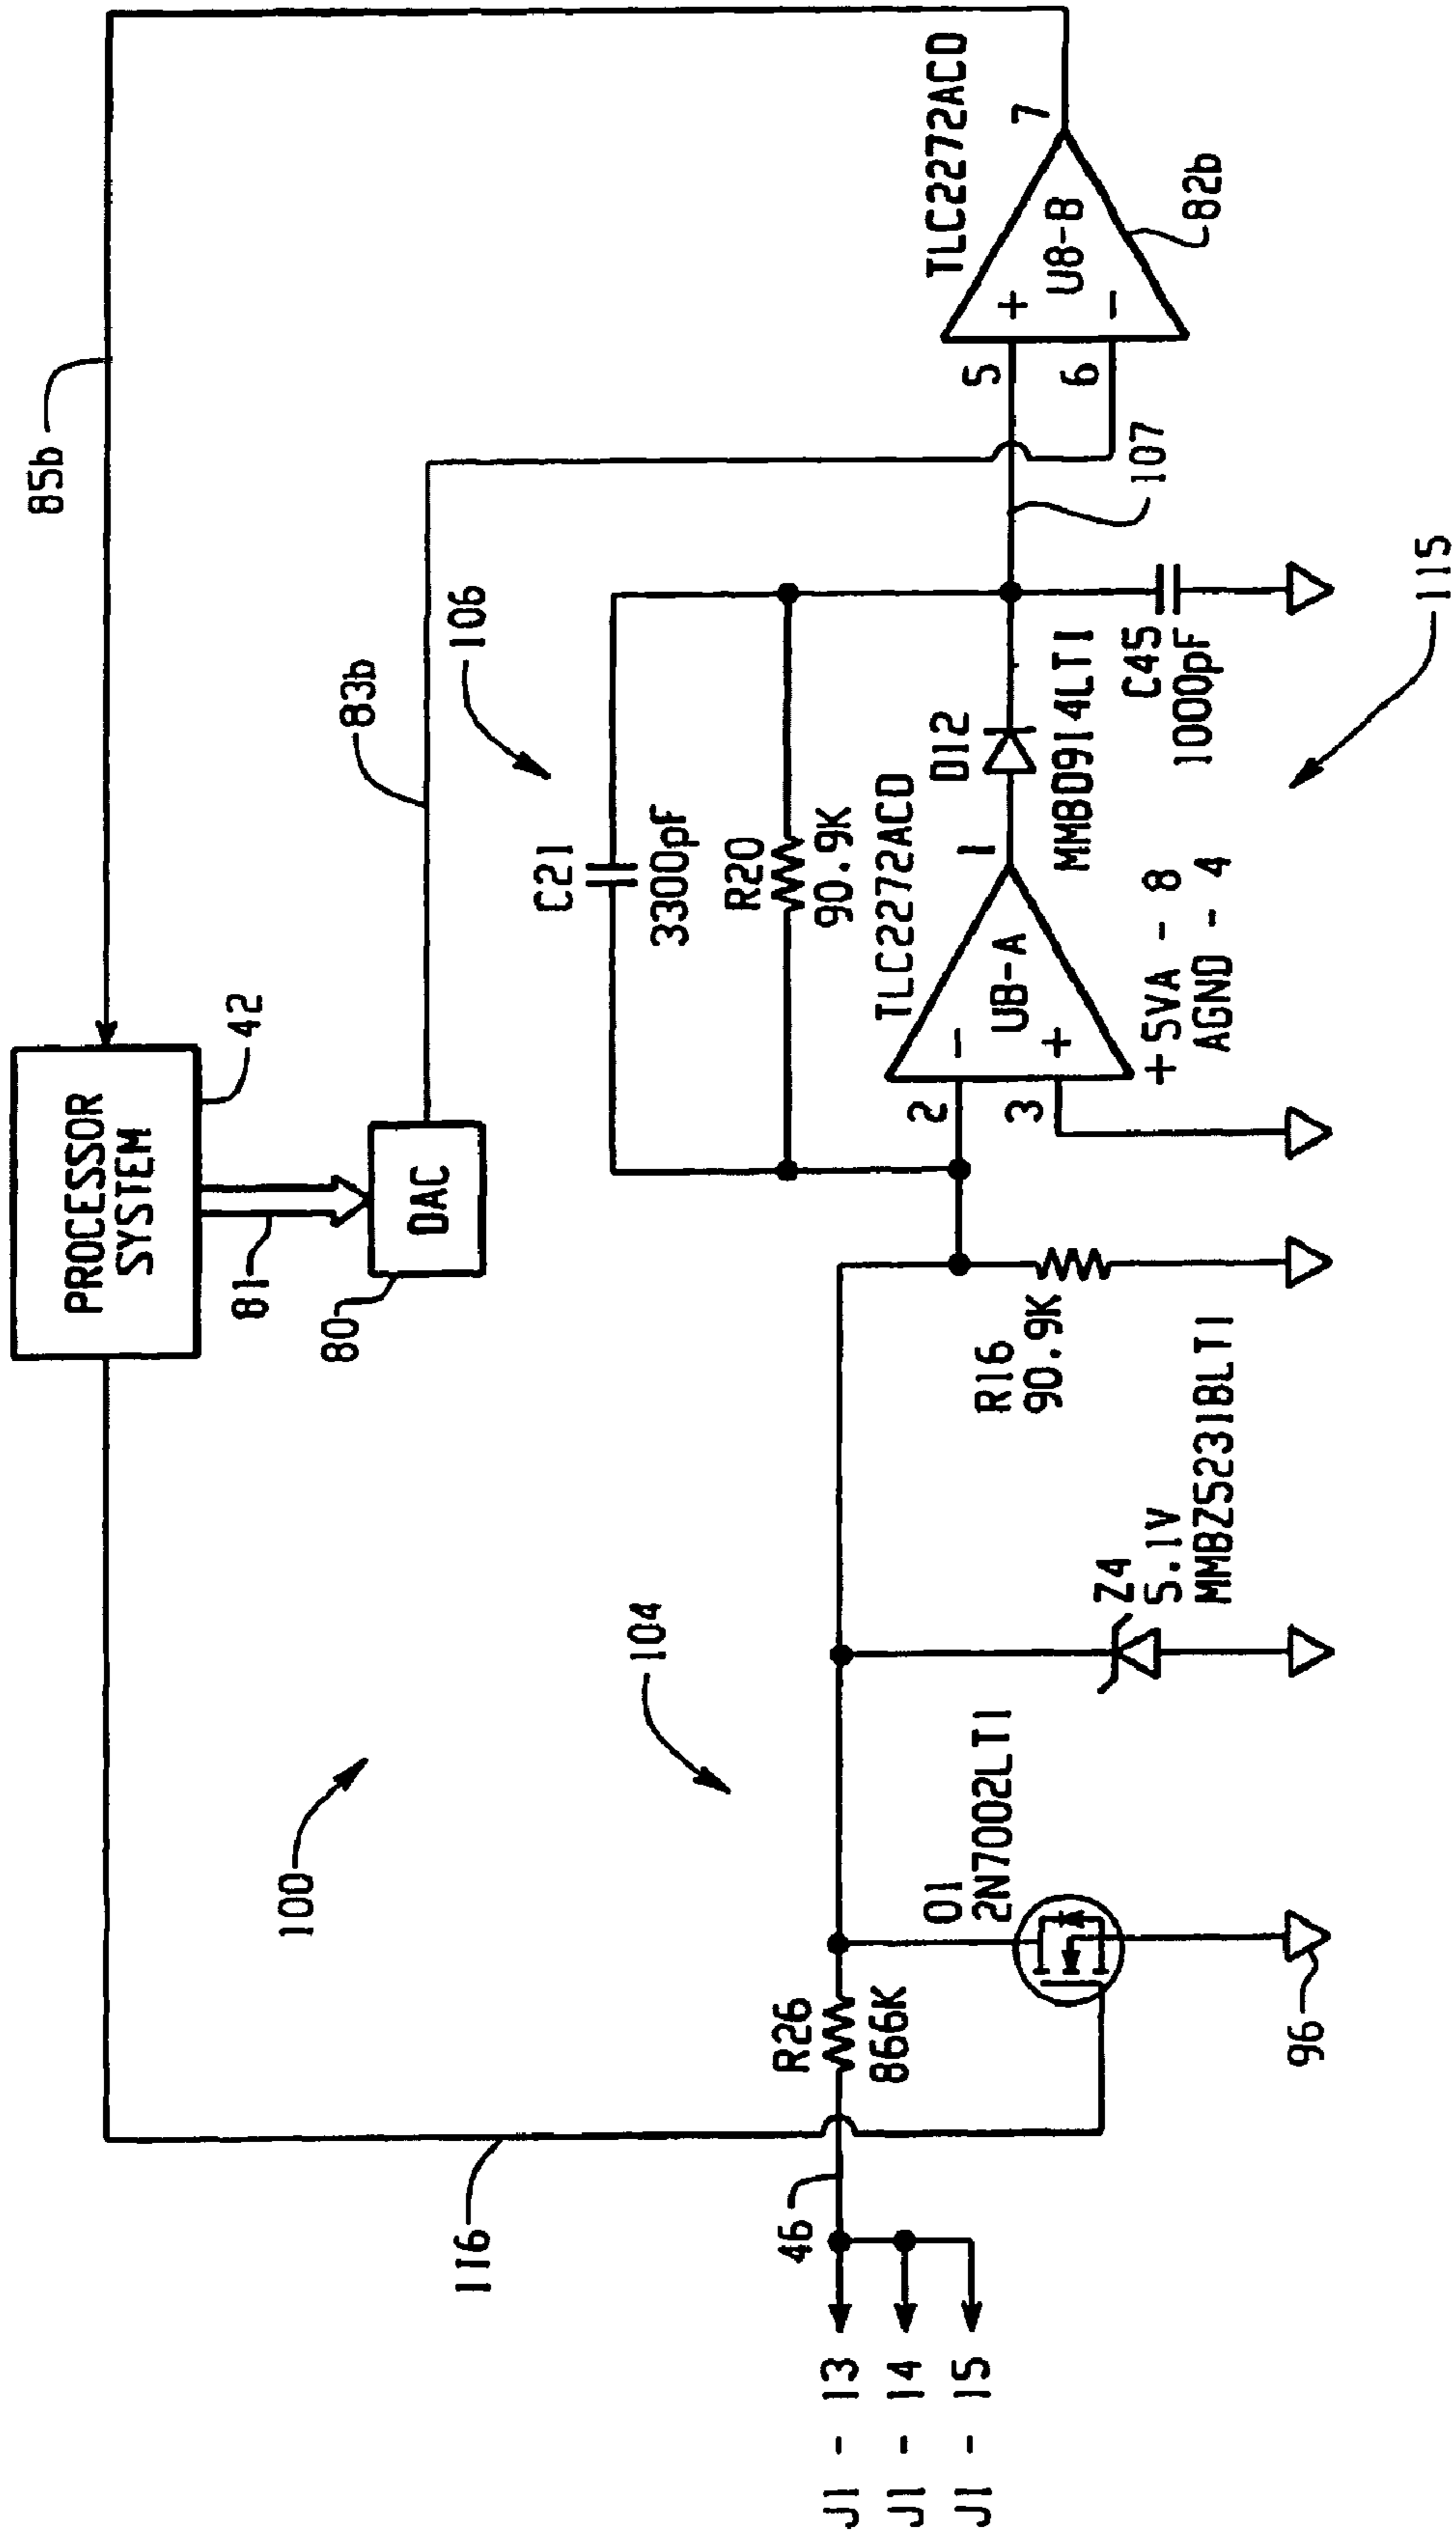 85b
PROCESSOR
SYSTEM
42
81
DAC
80
83b
116
100
104
106
C21
3300pF
R20
90.9K
TLC2272ACD
2
3
1
UB-A
-
+
+5VA - 8
AGND - 4
D12
MMBD914LT1
C45
1000pF
107
5
6
7
+
-
U8-B
TLC2272ACD
82b
115
R16
90.9K
Z4
5.1V
MMBZ5231BLT1
O1
2N7002LT1
96
R26
866K
46
J1 - 13
J1 - 14
J1 - 15